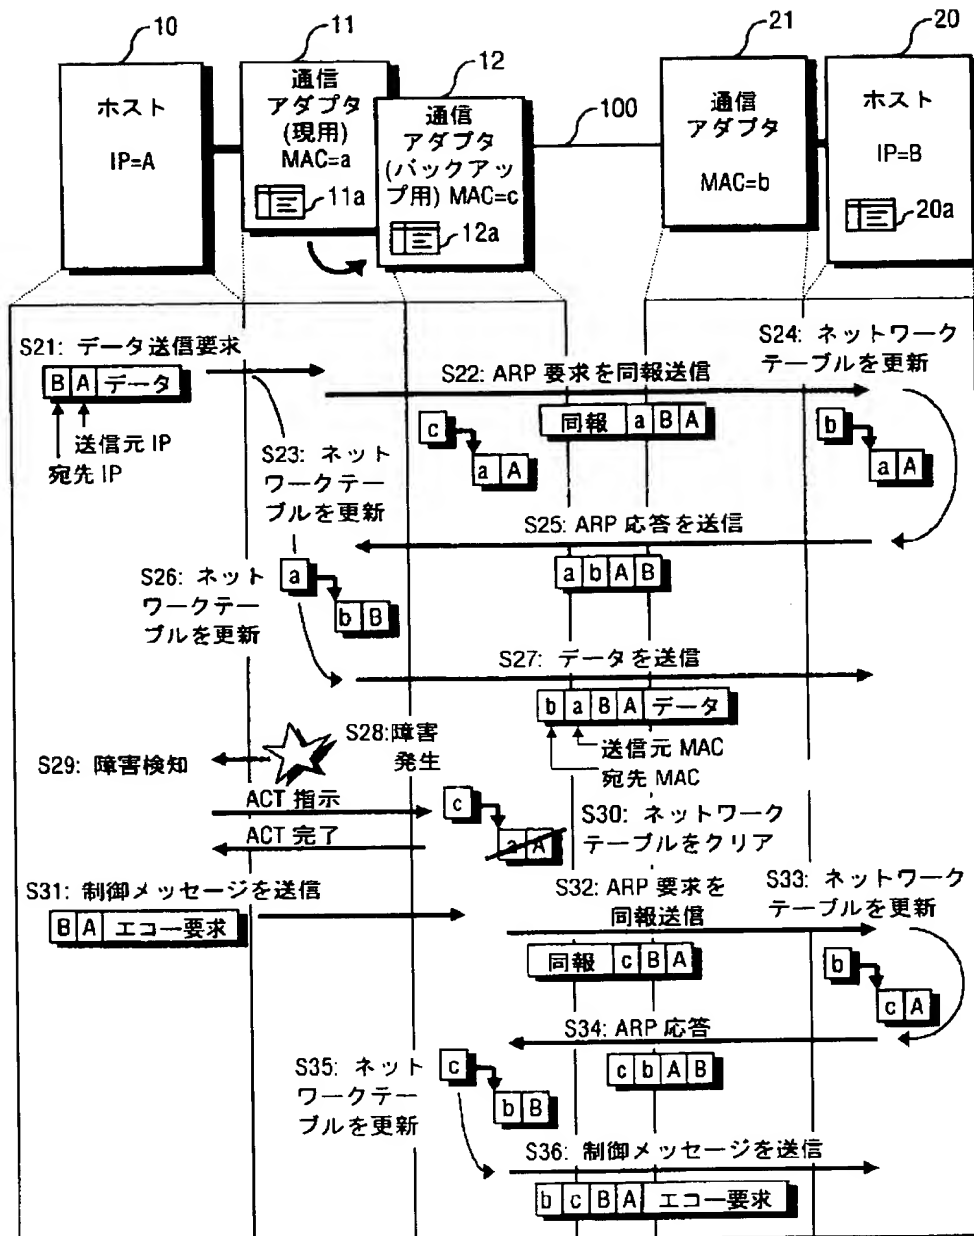 10
11
12
21
20
100
ホスト
IP=A
通信
アダプタ
(現用)
MAC=a
11a
通信
アダプタ
(バックアッ
プ用) MAC=c
12a
通信
アダプタ
MAC=b
ホスト
IP=B
20a
S21: データ送信要求
B A データ
送信元 IP
宛先 IP
S22: ARP 要求を同報送信
同報 a B A
c
a A
S23: ネット
ワークテー
ブルを更新
S24: ネットワーク
テーブルを更新
b
a A
S25: ARP 応答を送信
a b A B
S26: ネット
ワークテー
ブルを更新
a
b B
S27: データを送信
b a B A データ
送信元 MAC
宛先 MAC
S28:障害
発生
S29: 障害検知
ACT 指示
ACT 完了
c
a A
S30: ネットワーク
テーブルをクリア
S31: 制御メッセージを送信
B A エコー要求
S32: ARP 要求を
同報送信
同報 c B A
S33: ネットワーク
テーブルを更新
b
c A
S34: ARP 応答
c b A B
S35: ネット
ワークテー
ブルを更新
c
b B
S36: 制御メッセージを送信
b c B A エコー要求